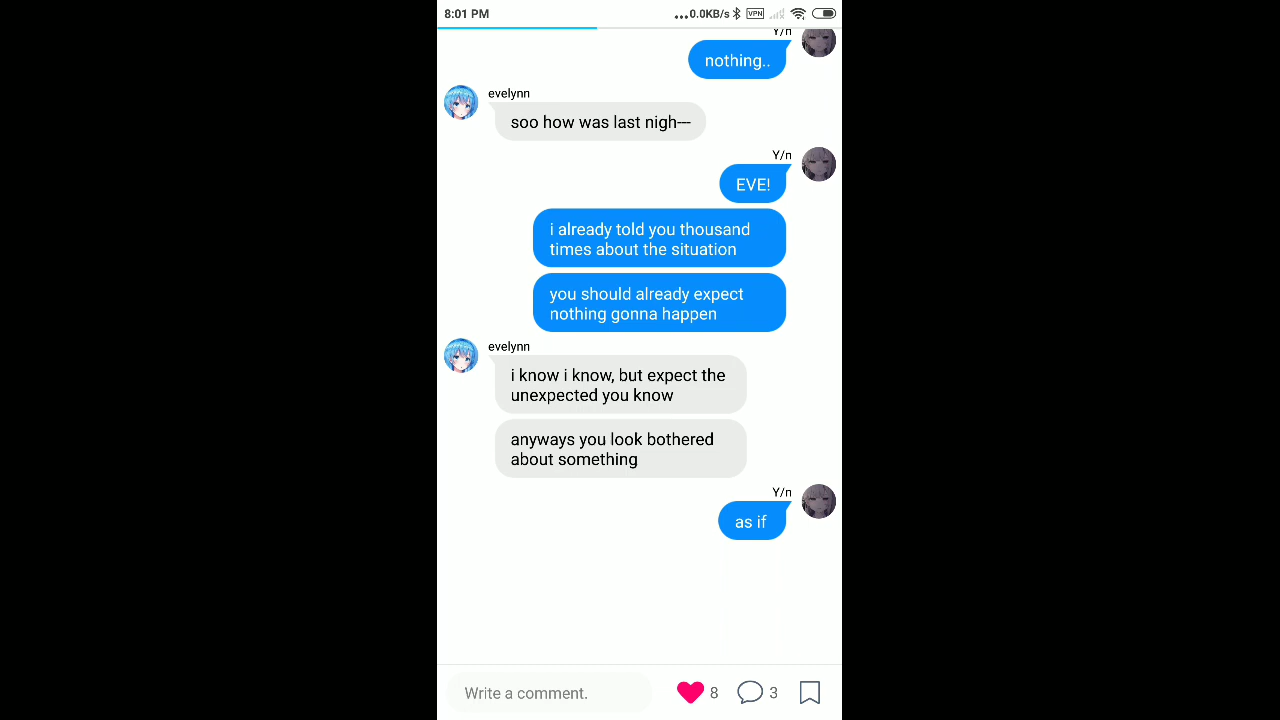 8:01 PM
...0.0KB/s
VPN
Y/n
nothing..
evelynn
soo how was last nigh---
Y/n
EVE!
i already told you thousand
times about the situation
you should already expect
nothing gonna happen
evelynn
i know i know, but expect the
unexpected you know
anyways you look bothered
about something
Y/n
as if
Write a comment.
8
3